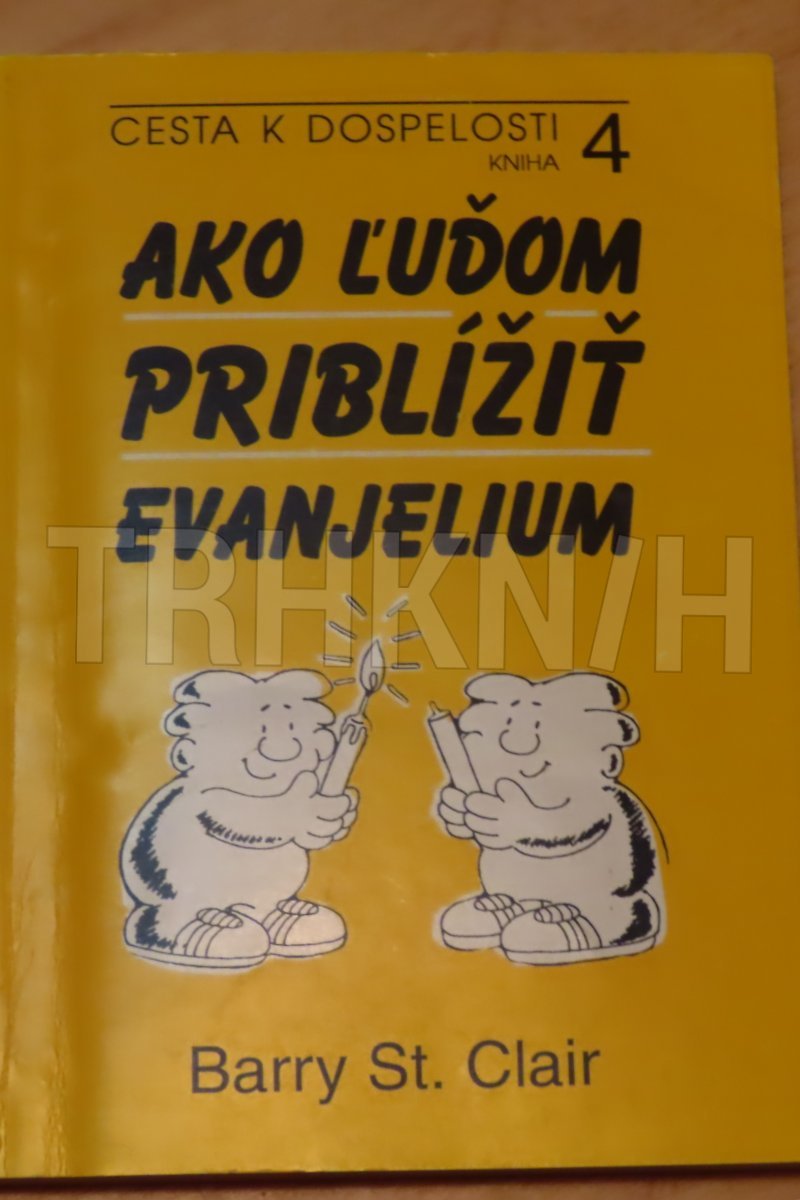 CESTA K DOSPELOSTI
KNIHA 4
AKO ĽUĎOM
PRIBLÍŽIŤ
EVANJELIUM
TRHKNÍH
Barry St. Clair